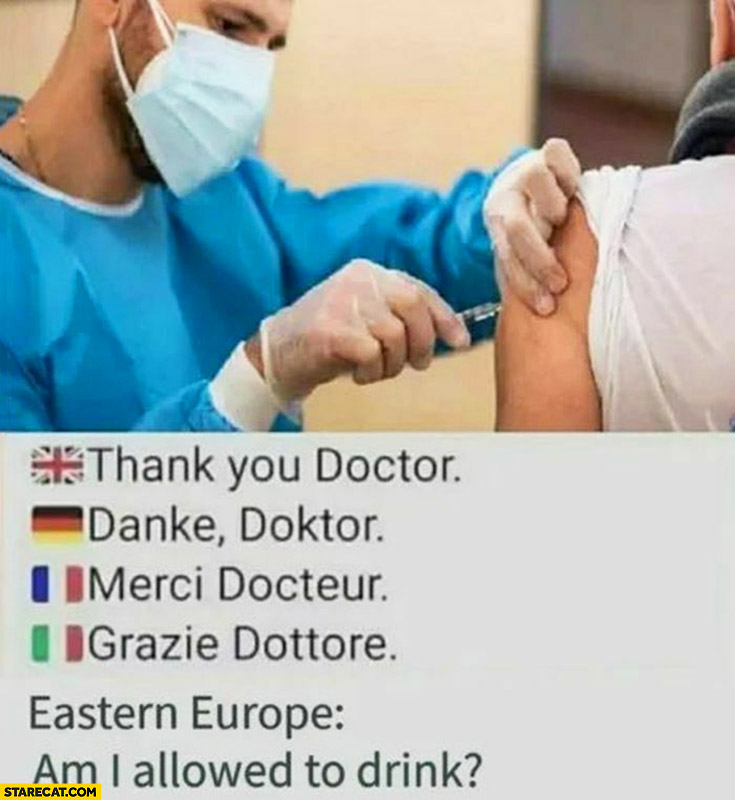 Thank you Doctor.
Danke, Doktor.
Merci Docteur.
Grazie Dottore.
Eastern Europe:
Am I allowed to drink?
STARECAT.COM